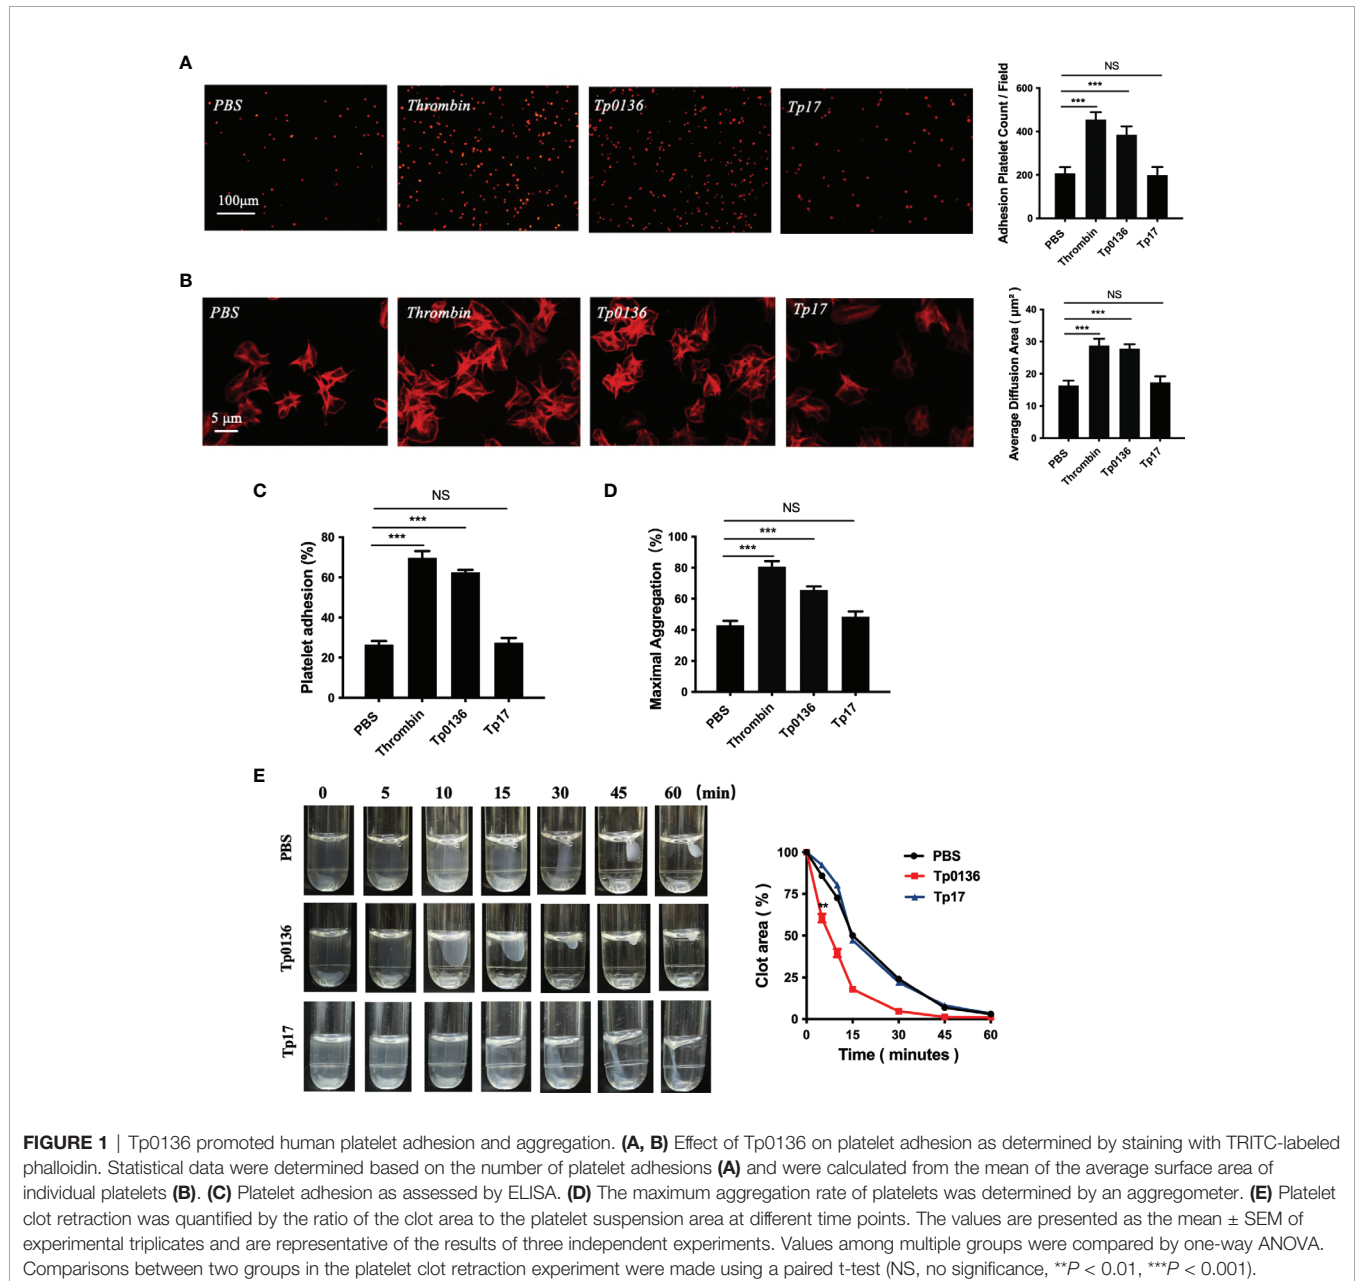 A
PBS
100μm
Thrombin
Tp0136
Tp17
Adhesion Platelet Count / Field
600
400
200
0
NS
***
***
PBS
Thrombin
Tp0136
Tp17
B
PBS
5 μm
Thrombin
Tp0136
Tp17
Average Diffusion Area ( μm²)
40
30
20
10
0
NS
***
***
PBS
Thrombin
Tp0136
Tp17
C
Platelet adhesion (%)
80
60
40
20
0
NS
***
***
PBS
Thrombin
Tp0136
Tp17
D
Maximal Aggregation (%)
100
80
60
40
20
0
NS
***
***
PBS
Thrombin
Tp0136
Tp17
E
0 5 10 15 30 45 60 (min)
PBS
Tp0136
Tp17
Clot area ( % )
100
75
50
25
0
**
PBS
Tp0136
Tp17
0 15 30 45 60
Time ( minutes )
FIGURE 1 | Tp0136 promoted human platelet adhesion and aggregation. (A, B) Effect of Tp0136 on platelet adhesion as determined by staining with TRITC-labeled
phalloidin. Statistical data were determined based on the number of platelet adhesions (A) and were calculated from the mean of the average surface area of
individual platelets (B). (C) Platelet adhesion as assessed by ELISA. (D) The maximum aggregation rate of platelets was determined by an aggregometer. (E) Platelet
clot retraction was quantified by the ratio of the clot area to the platelet suspension area at different time points. The values are presented as the mean ± SEM of
experimental triplicates and are representative of the results of three independent experiments. Values among multiple groups were compared by one-way ANOVA.
Comparisons between two groups in the platelet clot retraction experiment were made using a paired t-test (NS, no significance, **P < 0.01, ***P < 0.001).